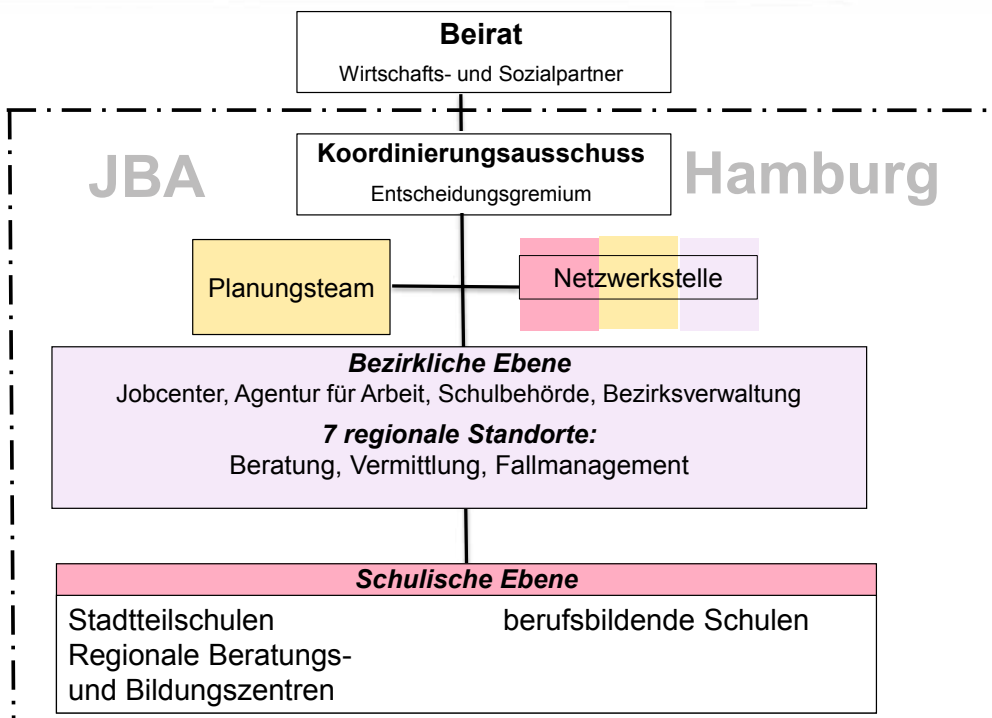 Beirat
Wirtschafts- und Sozialpartner
JBA
Koordinierungsausschuss
Entscheidungsgremium
Hamburg
Planungsteam
Netzwerkstelle
Bezirkliche Ebene
Jobcenter, Agentur für Arbeit, Schulbehörde, Bezirksverwaltung
7 regionale Standorte:
Beratung, Vermittlung, Fallmanagement
Schulische Ebene
Stadtteilschulen
Regionale Beratungs-
und Bildungszentren
berufsbildende Schulen